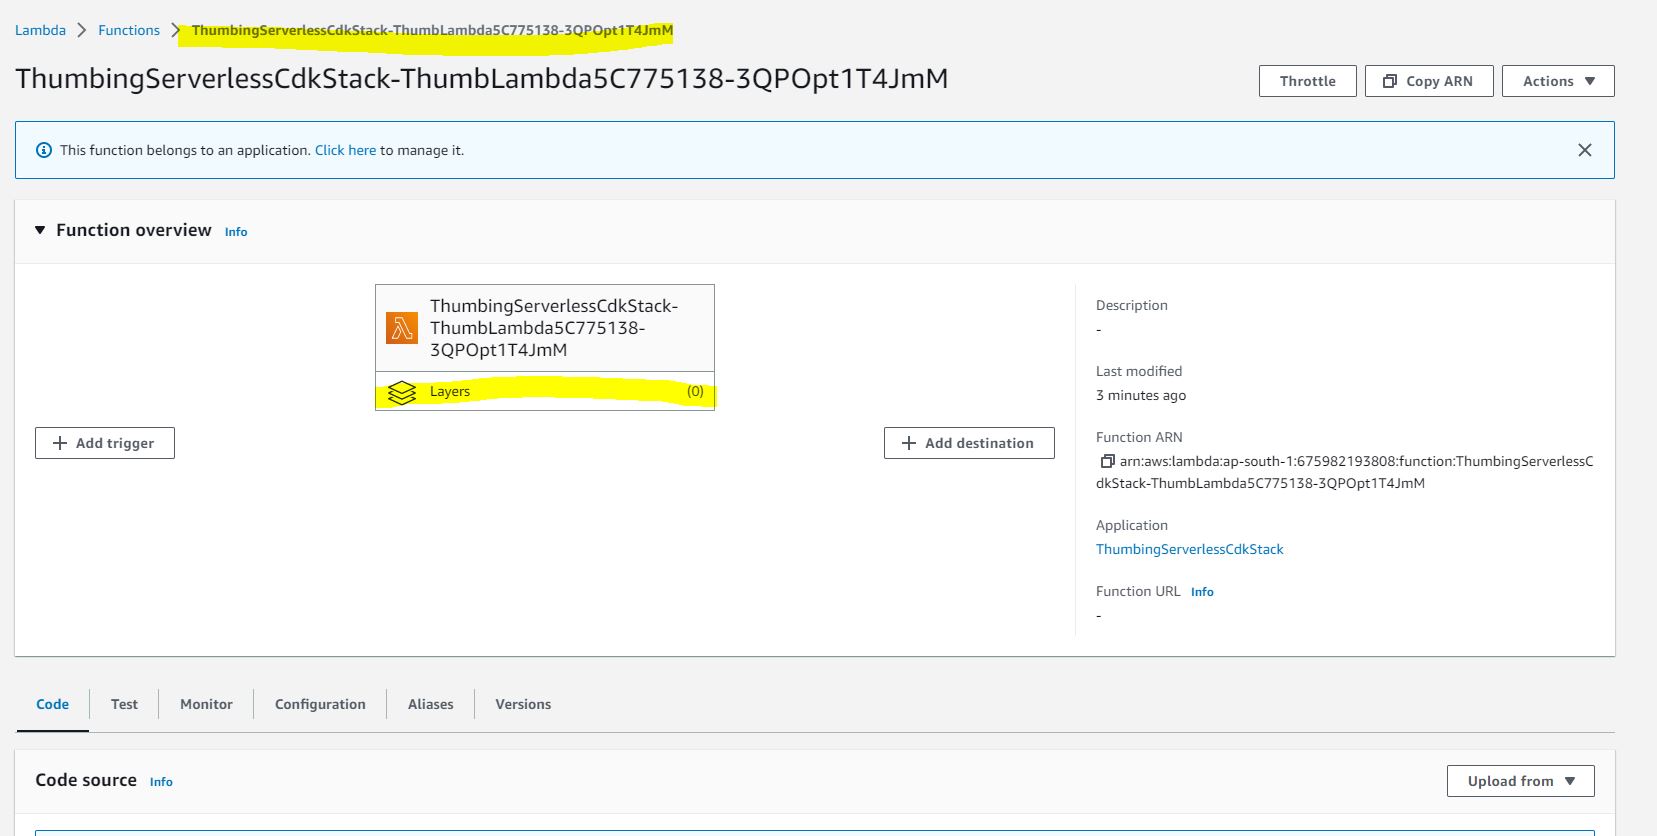 Lambda > Functions > ThumbingServerlessCdkStack-ThumbLambda5C775138-3QPOpt1T4JmM
ThumbingServerlessCdkStack-ThumbLambda5C775138-3QPOpt1T4JmM
Throttle
Copy ARN
Actions
This function belongs to an application. Click here to manage it.
Function overview Info
ThumbingServerlessCdkStack-
ThumbLambda5C775138-
3QPOpt1T4JmM
Layers (0)
+ Add trigger
+ Add destination
Description
-
Last modified
3 minutes ago
Function ARN
arn:aws:lambda:ap-south-1:675982193808:function:ThumbingServerlessC
dkStack-ThumbLambda5C775138-3QPOpt1T4JmM
Application
ThumbingServerlessCdkStack
Function URL Info
-
Code
Test
Monitor
Configuration
Aliases
Versions
Code source Info
Upload from